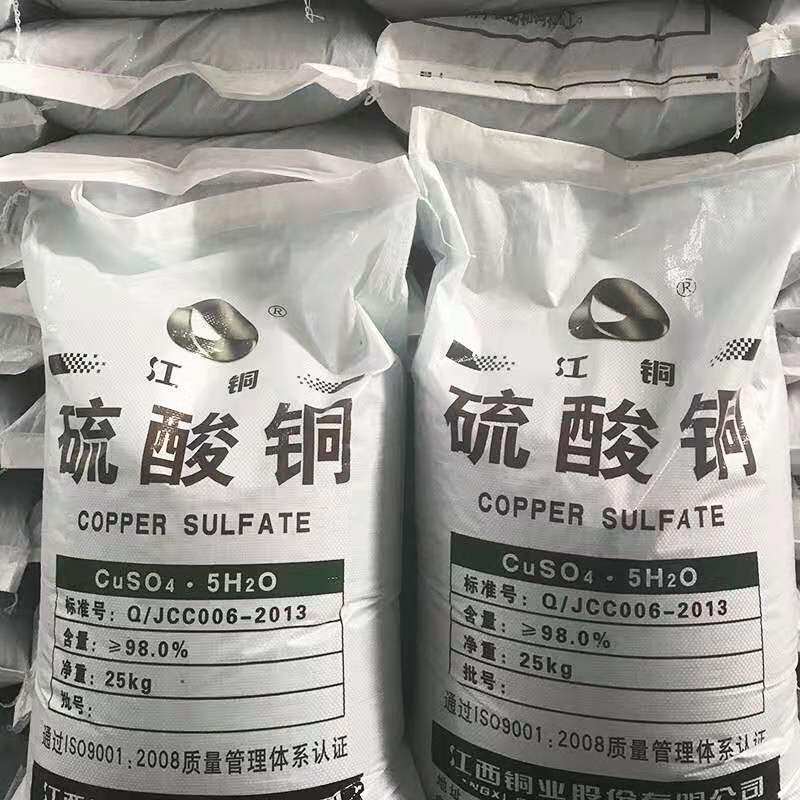 ®
江 铜
硫酸铜
COPPER SULFATE
CuSO4·5H2O
标准号：Q/JCC006-2013
含量：≥98.0%
净重：25kg
批号：
通过ISO9001：2008质量管理体系认证
®
江 铜
硫酸铜
COPPER SULFATE
CuSO4·5H2O
标准号：Q/JCC006-2013
含量：≥98.0%
净重：25kg
批号：
通过ISO9001：2008质量管理体系认证
江西铜业股份有限公司